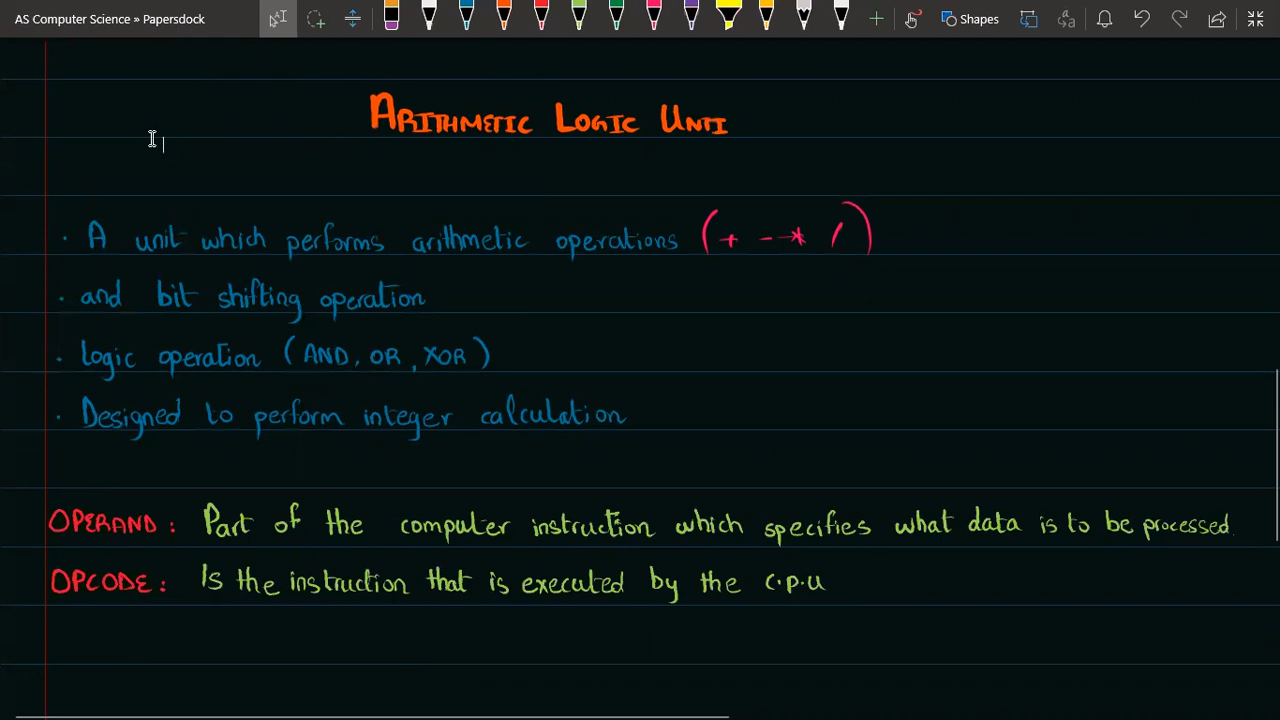 AS Computer Science » Papersdock
Shapes
ARITHMETIC LOGIC UNTI
· A unit which performs arithmetic operations (+ - * /)
· and bit shifting operation
· logic operation (AND, OR, XOR)
· Designed to perform integer calculation
OPERAND: Part of the computer instruction which specifies what data is to be processed.
OPCODE: Is the instruction that is executed by the c.p.u